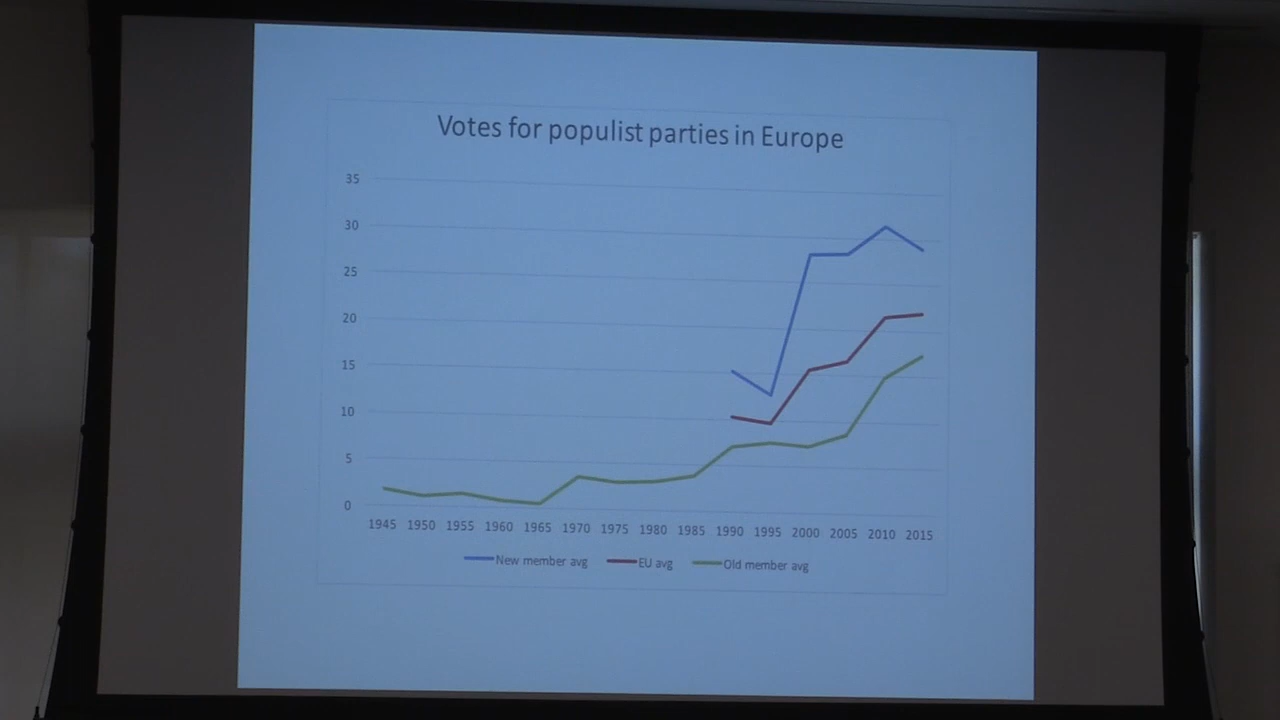 Votes for populist parties in Europe
35
30
25
20
15
10
5
0
1945 1950 1955 1960 1965 1970 1975 1980 1985 1990 1995 2000 2005 2010 2015
New member avg EU avg Old member avg